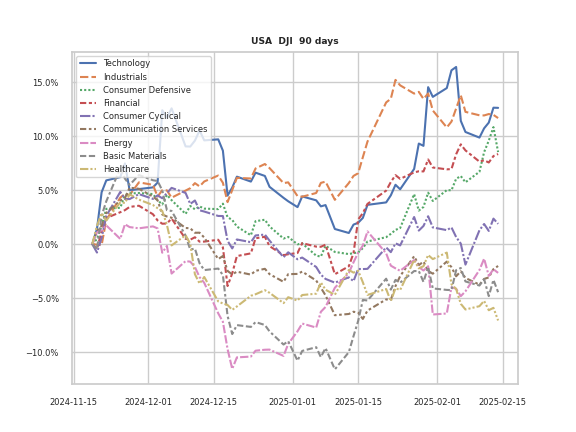 USA  DJI  90 days
Technology
Industrials
Consumer Defensive
Financial
Consumer Cyclical
Communication Services
Energy
Basic Materials
Healthcare
15.0%
10.0%
5.0%
0.0%
−5.0%
−10.0%
2024-11-15 2024-12-01 2024-12-15 2025-01-01 2025-01-15 2025-02-01 2025-02-15